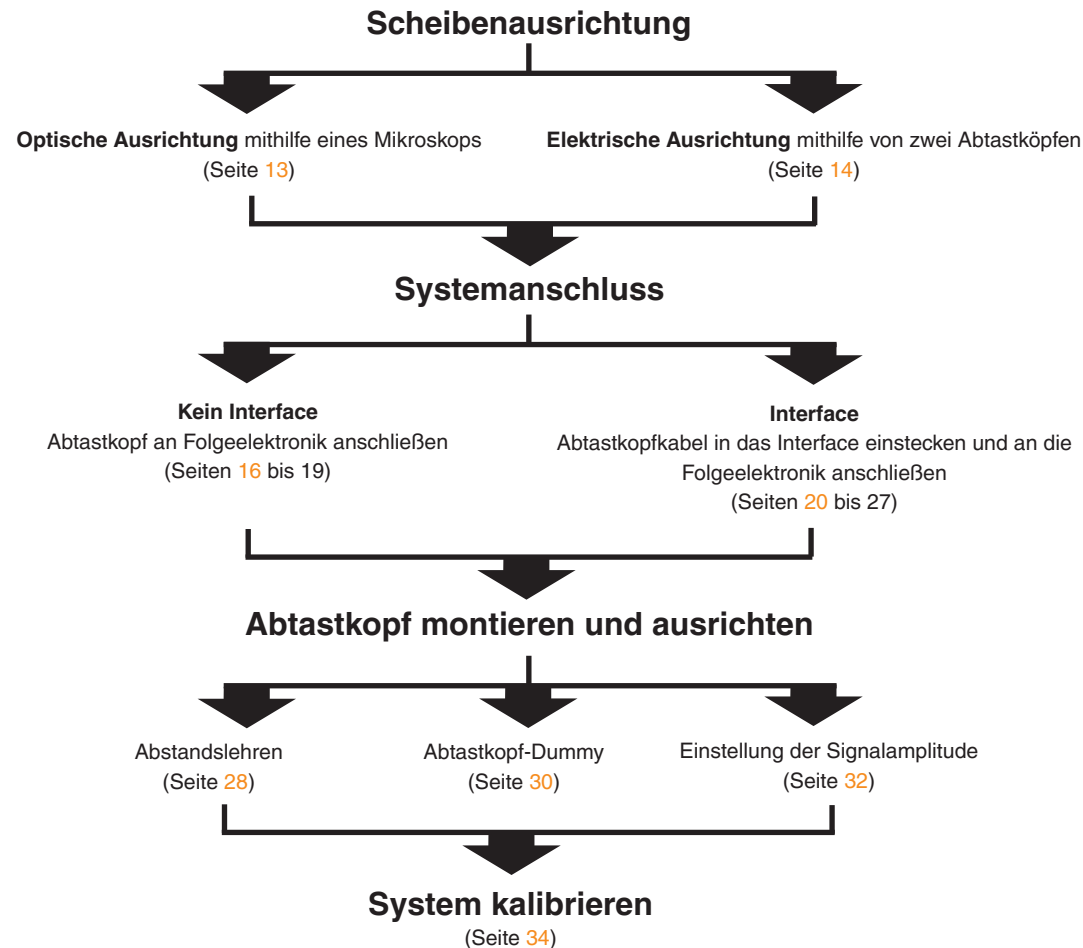 Scheibenausrichtung
Optische Ausrichtung mithilfe eines Mikroskops
(Seite 13)
Elektrische Ausrichtung mithilfe von zwei Abtastköpfen
(Seite 14)
Systemanschluss
Kein Interface
Abtastkopf an Folgeelektronik anschließen
(Seiten 16 bis 19)
Interface
Abtastkopfkabel in das Interface einstecken und an die
Folgeelektronik anschließen
(Seiten 20 bis 27)
Abtastkopf montieren und ausrichten
Abstandslehren
(Seite 28)
Abtastkopf-Dummy
(Seite 30)
Einstellung der Signalamplitude
(Seite 32)
System kalibrieren
(Seite 34)